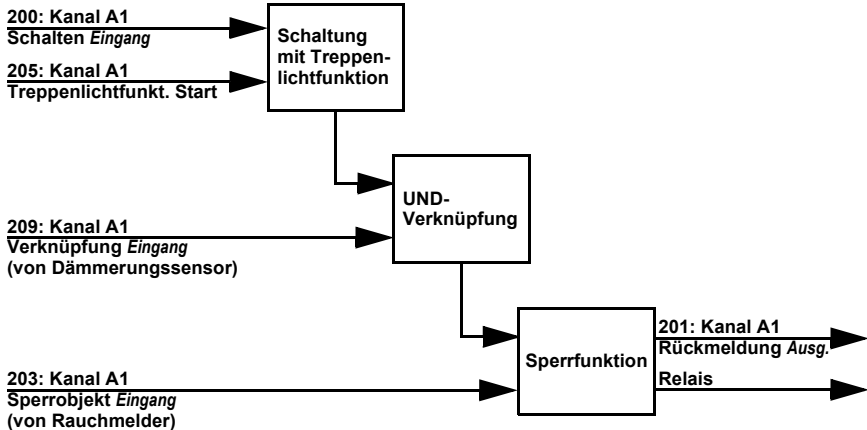 200: Kanal A1
Schalten Eingang
205: Kanal A1
Treppenlichtfunkt. Start
Schaltung
mit Treppen-
lichtfunktion
UND-
Verknüpfung
209: Kanal A1
Verknüpfung Eingang
(von Dämmerungssensor)
Sperrfunktion
201: Kanal A1
Rückmeldung Ausg.
Relais
203: Kanal A1
Sperrobjekt Eingang
(von Rauchmelder)